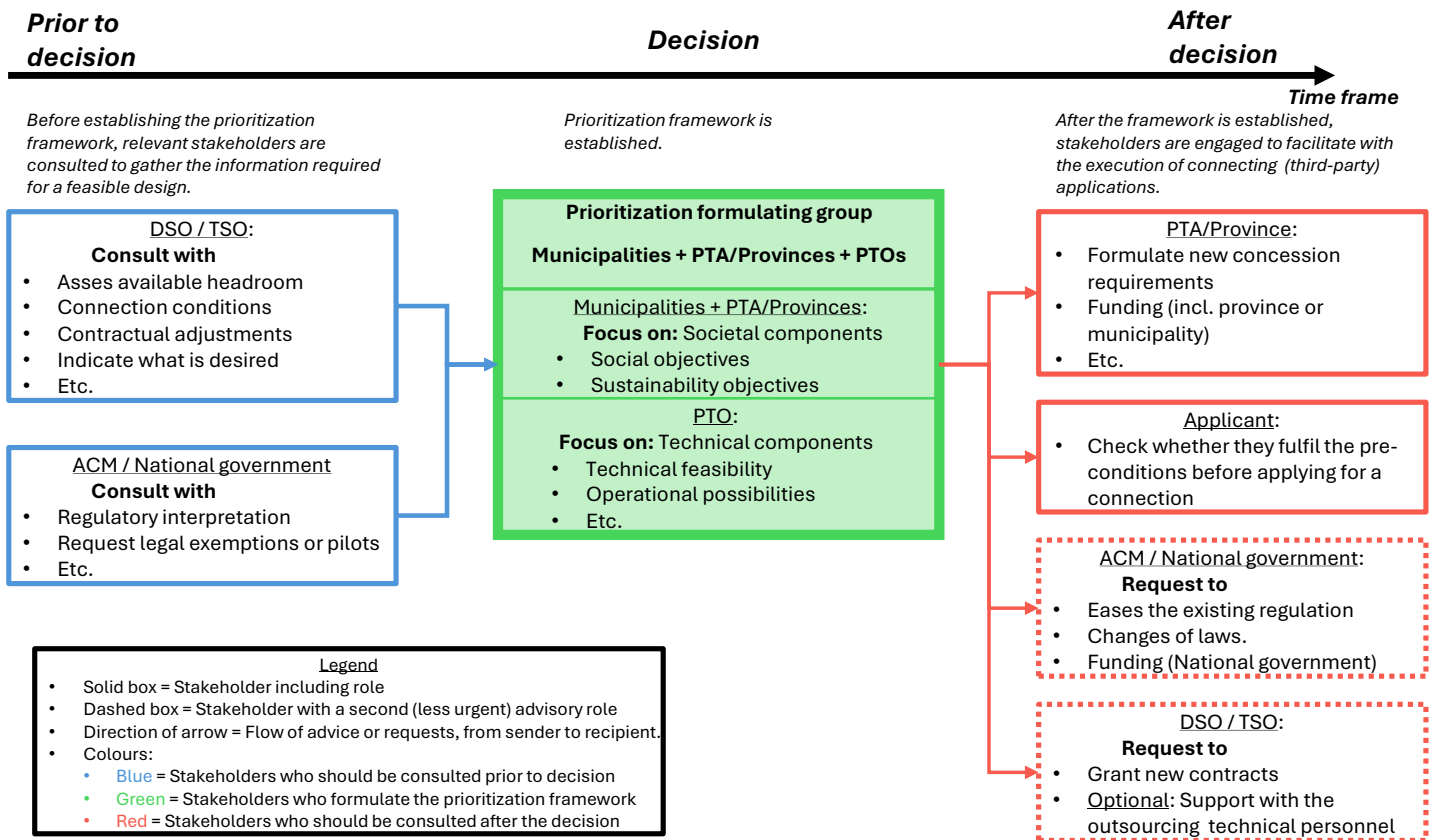 Prior to
decision
Decision
After
decision
Time frame
Before establishing the prioritization
framework, relevant stakeholders are
consulted to gather the information required
for a feasible design.
Prioritization framework is
established.
After the framework is established,
stakeholders are engaged to facilitate with
the execution of connecting (third-party)
applications.
DSO / TSO:
Consult with
• Asses available headroom
• Connection conditions
• Contractual adjustments
• Indicate what is desired
• Etc.
ACM / National government
Consult with
• Regulatory interpretation
• Request legal exemptions or pilots
• Etc.
Prioritization formulating group
Municipalities + PTA/Provinces + PTOs
Municipalities + PTA/Provinces:
Focus on: Societal components
• Social objectives
• Sustainability objectives
PTO:
Focus on: Technical components
• Technical feasibility
• Operational possibilities
• Etc.
PTA/Province:
• Formulate new concession
requirements
• Funding (incl. province or
municipality)
• Etc.
Applicant:
• Check whether they fulfil the pre-
conditions before applying for a
connection
ACM / National government:
Request to
• Eases the existing regulation
• Changes of laws.
• Funding (National government)
DSO / TSO:
Request to
• Grant new contracts
• Optional: Support with the
outsourcing technical personnel
Legend
• Solid box = Stakeholder including role
• Dashed box = Stakeholder with a second (less urgent) advisory role
• Direction of arrow = Flow of advice or requests, from sender to recipient.
• Colours:
• Blue = Stakeholders who should be consulted prior to decision
• Green = Stakeholders who formulate the prioritization framework
• Red = Stakeholders who should be consulted after the decision